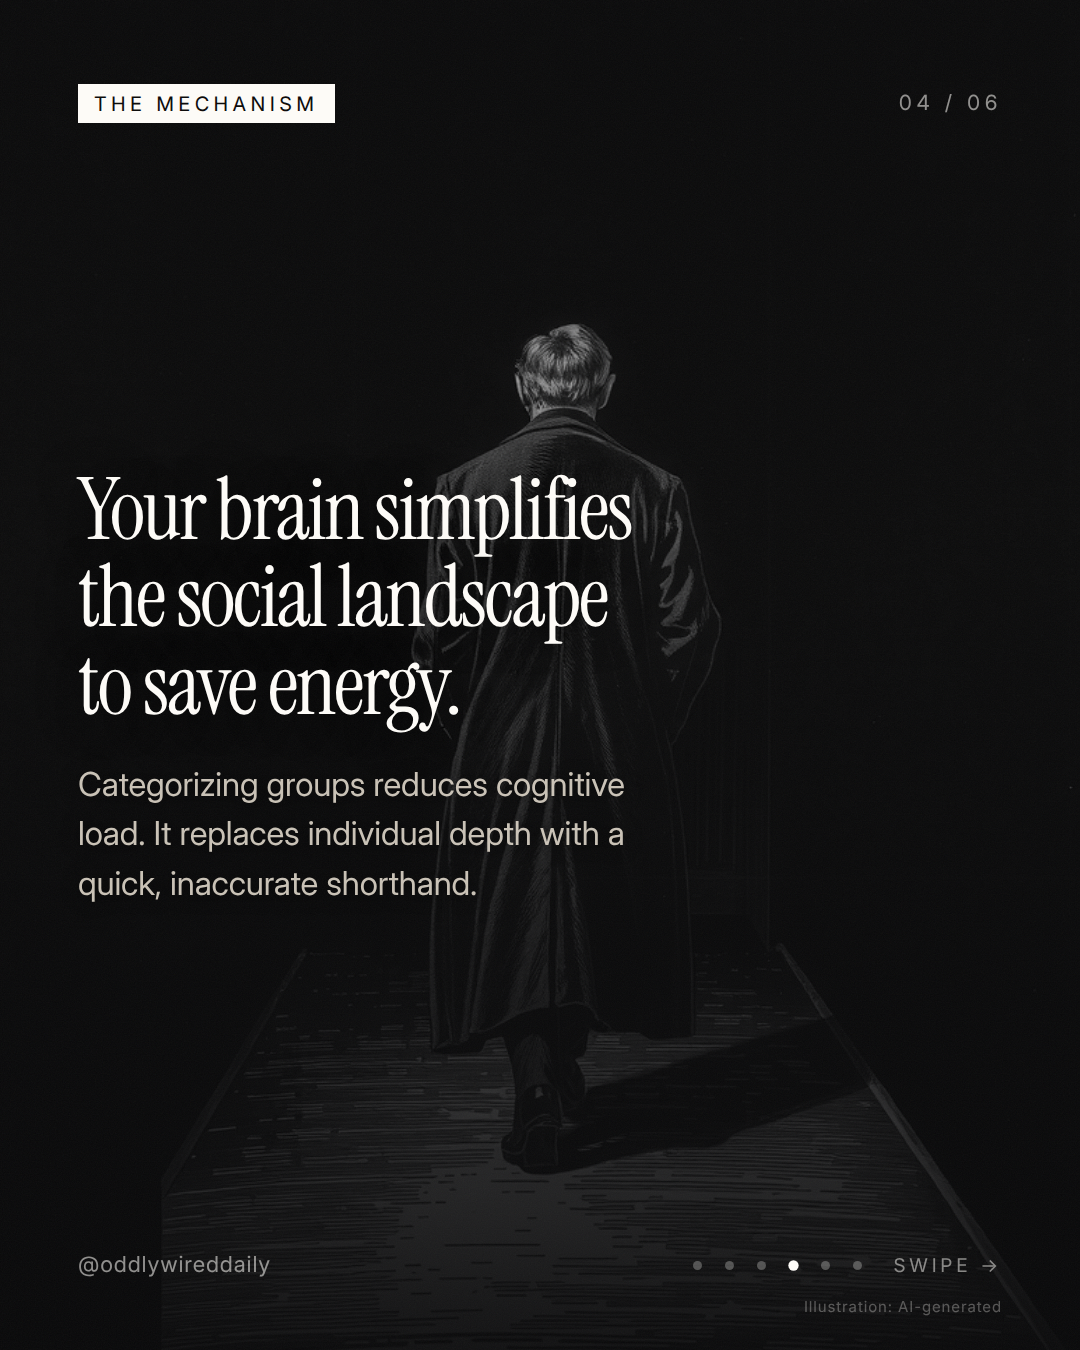 THE MECHANISM
04 / 06
Your brain simplifies
the social landscape
to save energy.
Categorizing groups reduces cognitive
load. It replaces individual depth with a
quick, inaccurate shorthand.
@oddlywireddaily
SWIPE →
Illustration: AI-generated